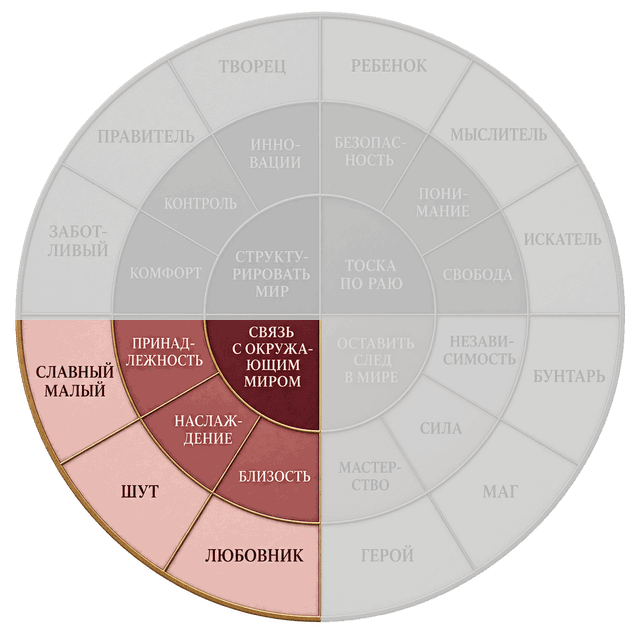 ТВОРЕЦ
РЕБЕНОК
ПРАВИТЕЛЬ
МЫСЛИТЕЛЬ
ИННО-
ВАЦИИ
БЕЗОПАС-
НОСТЬ
КОНТРОЛЬ
ПОНИ-
МАНИЕ
ЗАБОТ-
ЛИВЫЙ
ИСКАТЕЛЬ
КОМФОРТ
СТРУКТУ-
РИРОВАТЬ
МИР
ТОСКА
ПО РАЮ
СВОБОДА
СЛАВНЫЙ
МАЛЫЙ
ПРИНАД-
ЛЕЖНОСТЬ
СВЯЗЬ
С ОКРУЖА-
ЮЩИМ
МИРОМ
ОСТАВИТЬ
СЛЕД
В МИРЕ
НЕЗАВИ-
СИМОСТЬ
БУНТАРЬ
НАСЛАЖ-
ДЕНИЕ
СИЛА
БЛИЗОСТЬ
МАСТЕР-
СТВО
ШУТ
МАГ
ЛЮБОВНИК
ГЕРОЙ